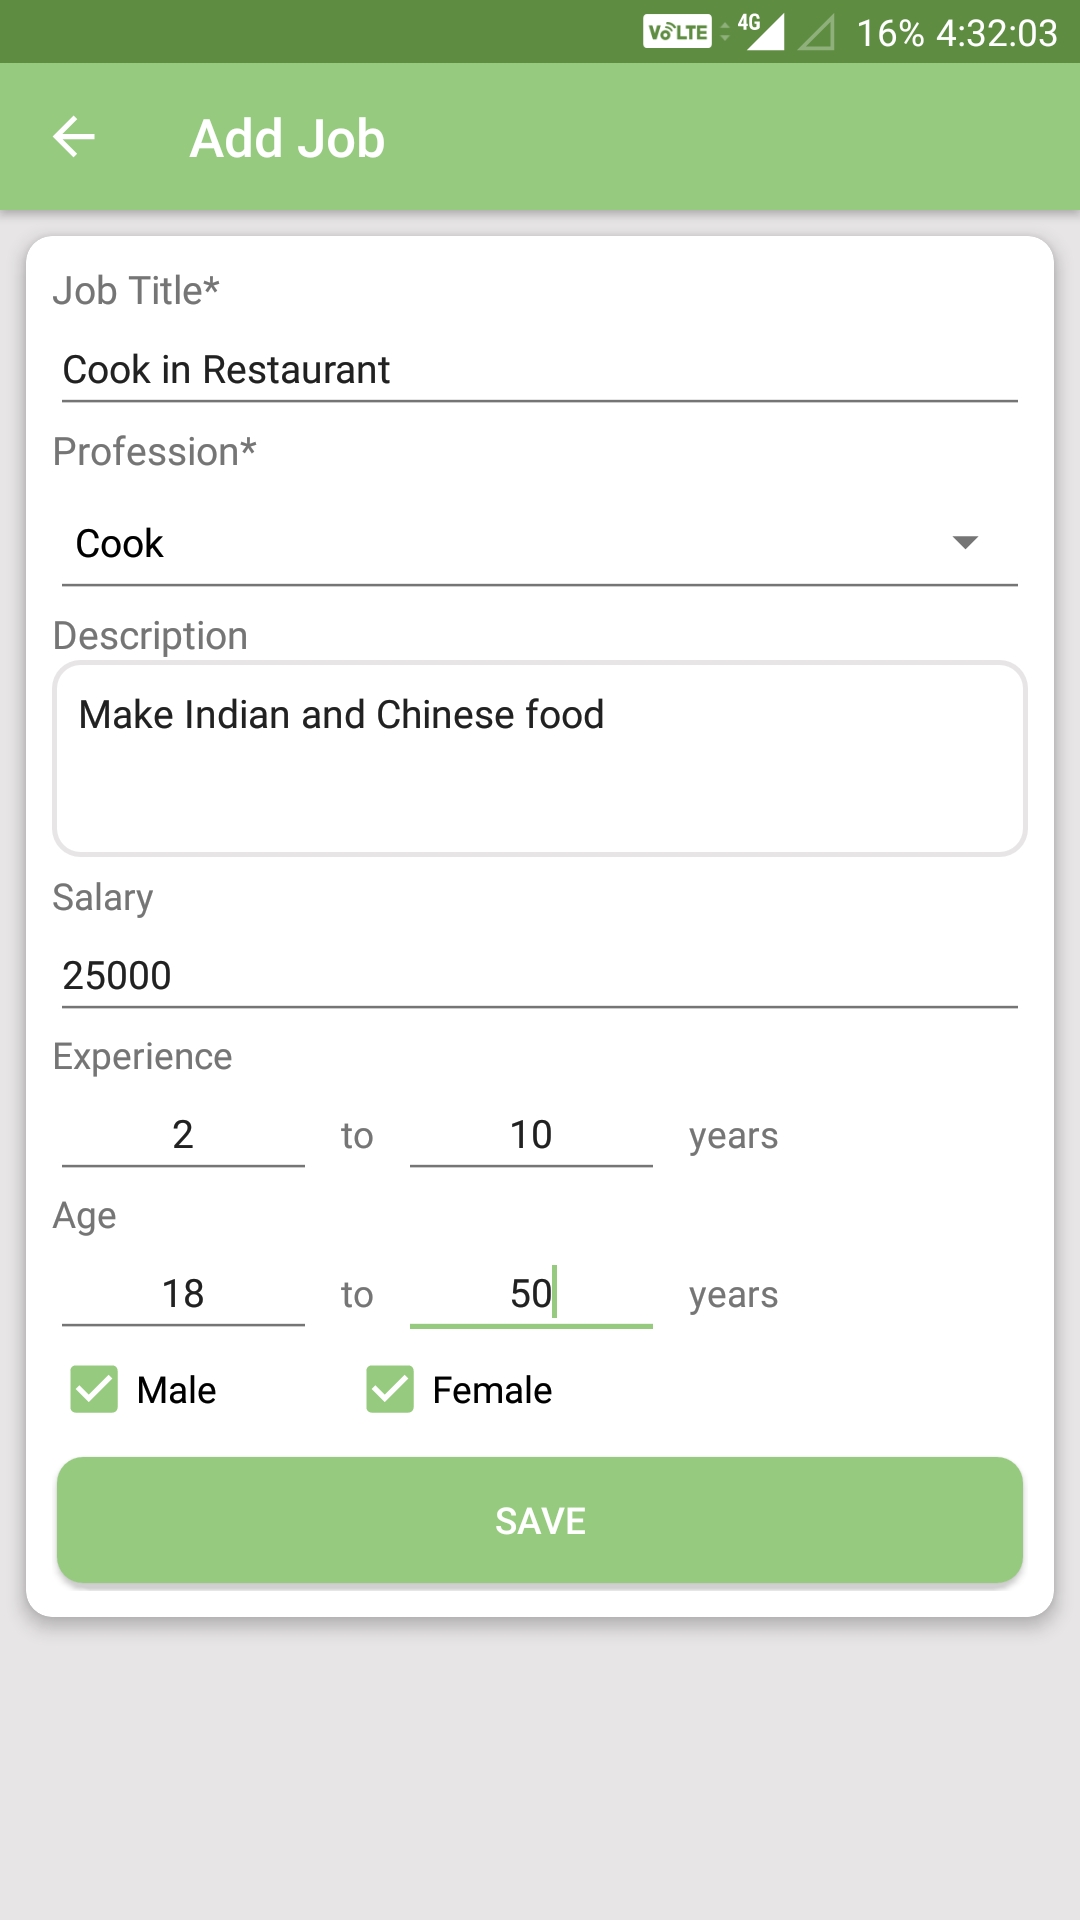 VoLTE 4G 16% 4:32:03
Add Job
Job Title*
Cook in Restaurant
Profession*
Cook
Description
Make Indian and Chinese food
Salary
25000
Experience
2 to 10 years
Age
18 to 50 years
Male Female
SAVE